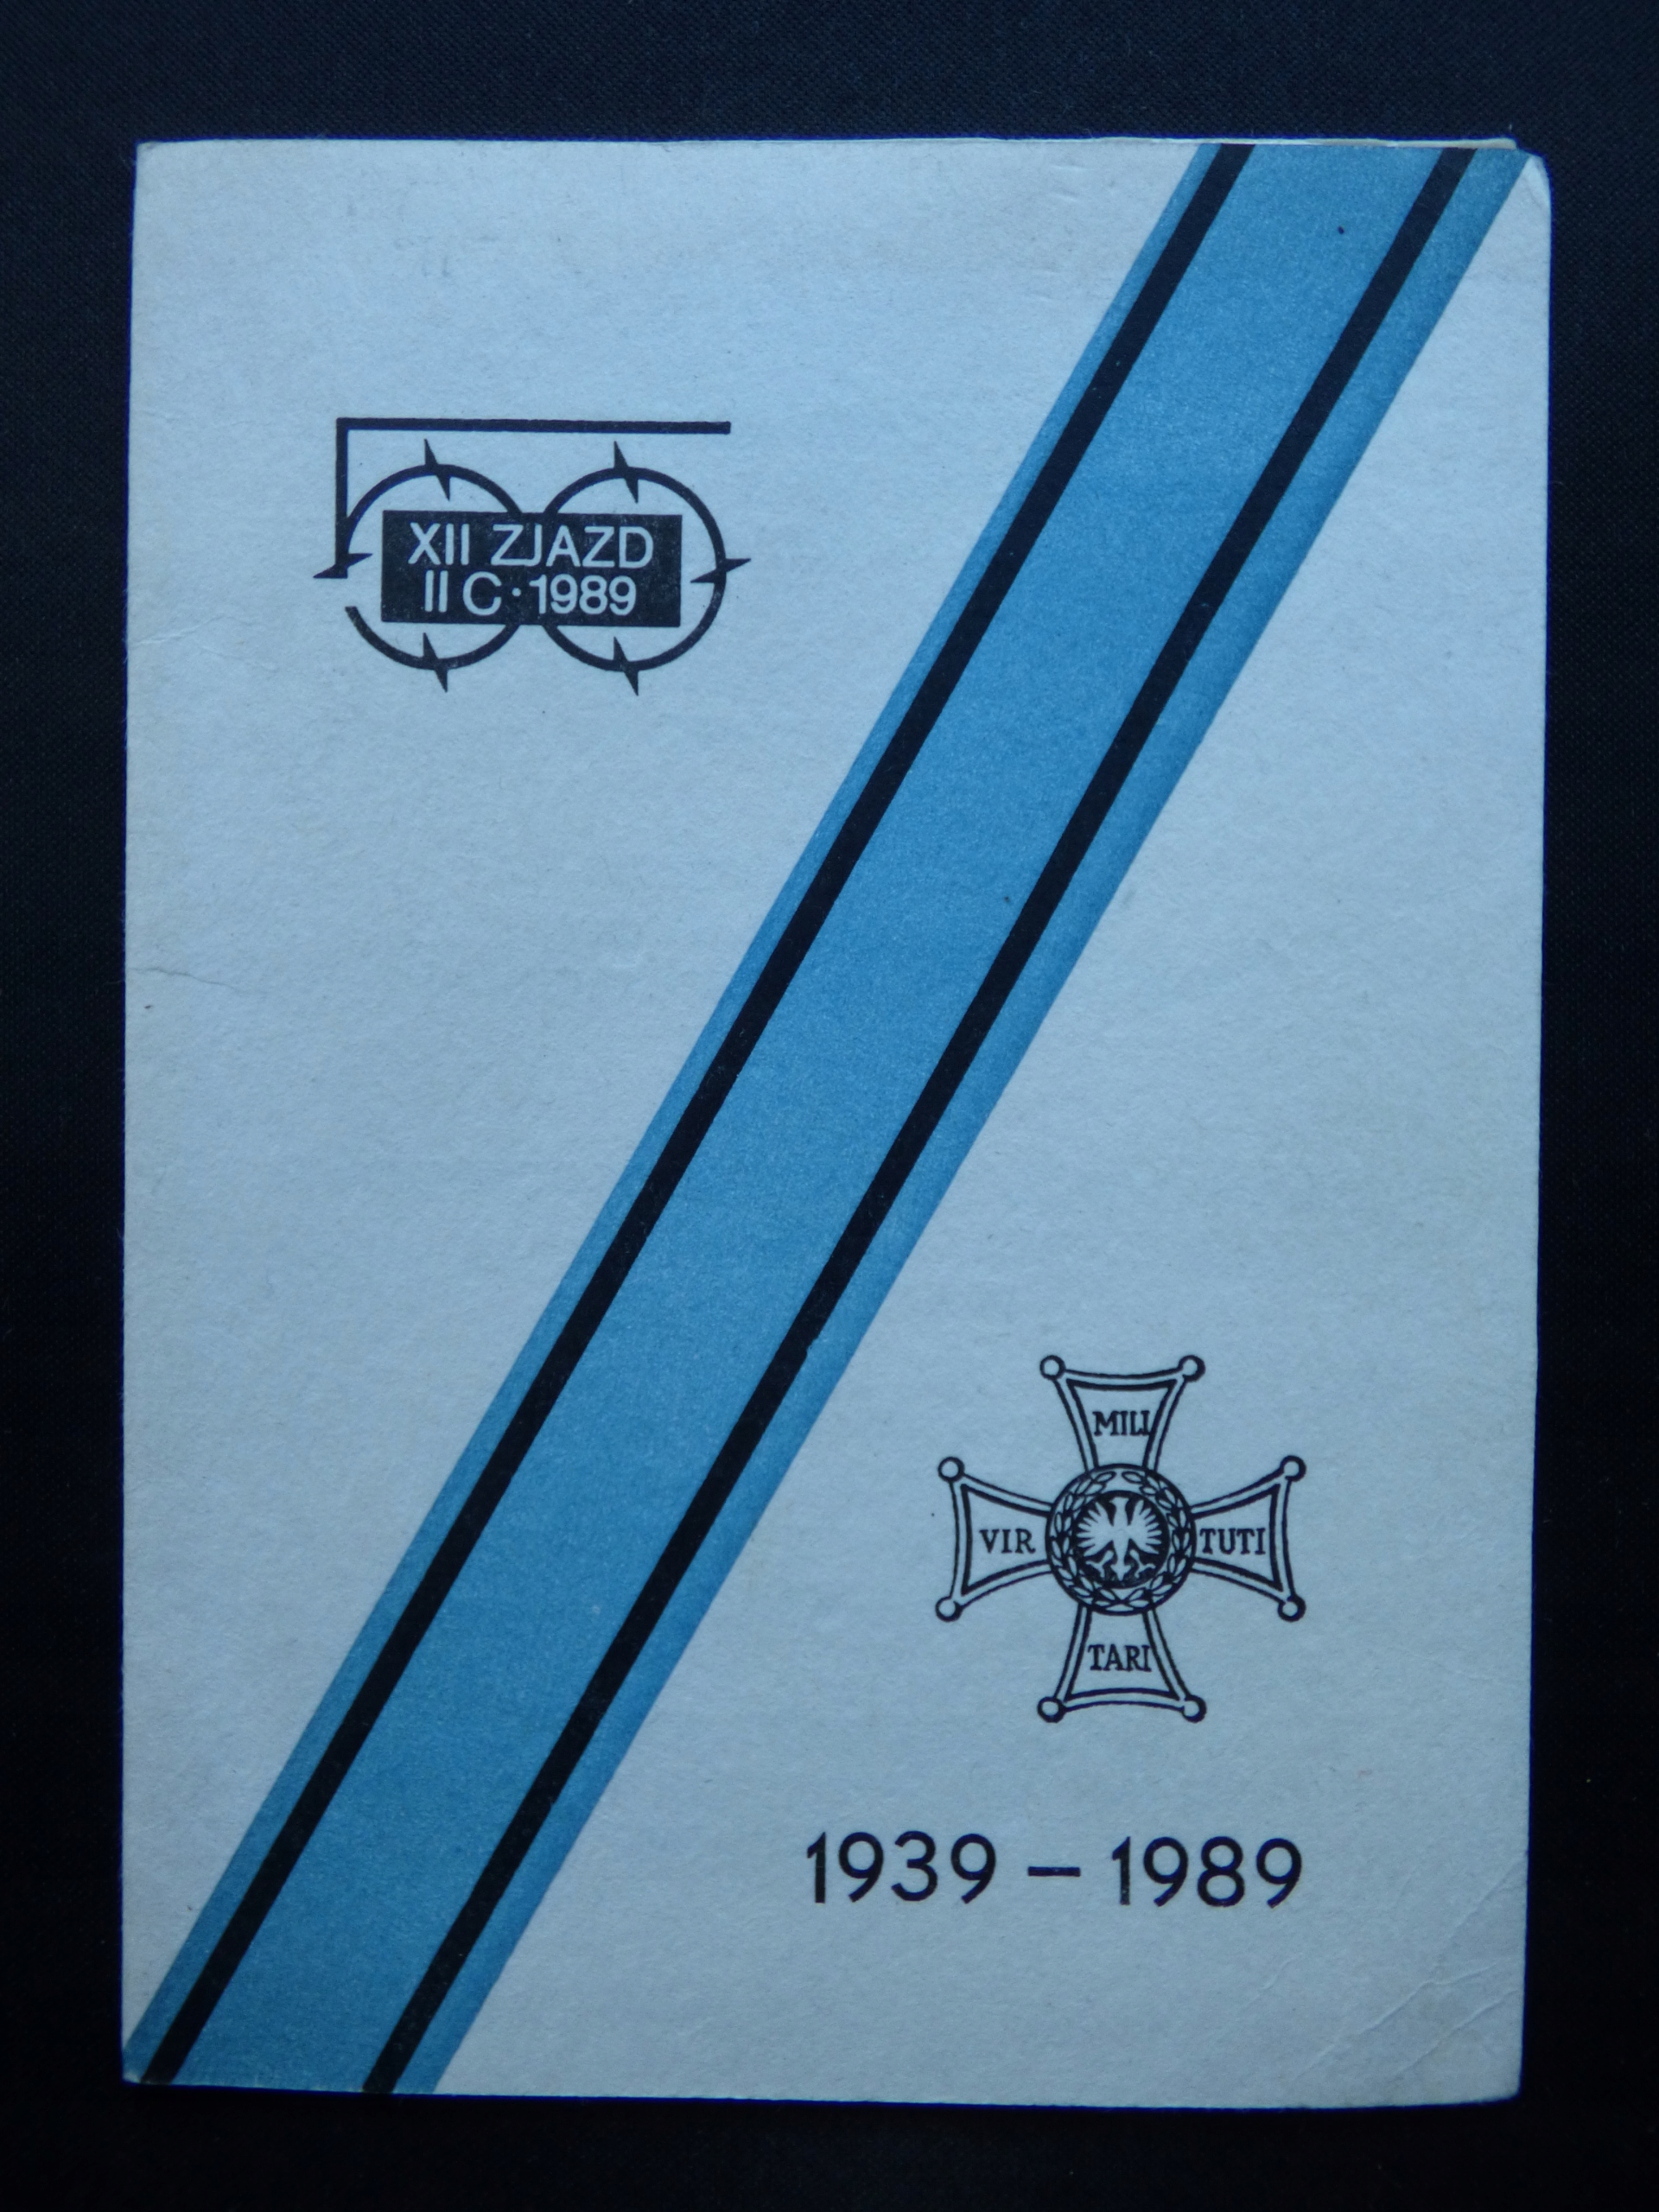 XII ZJAZD
II C·1989
MILI
VIR TUTI
TARI
1939 – 1989